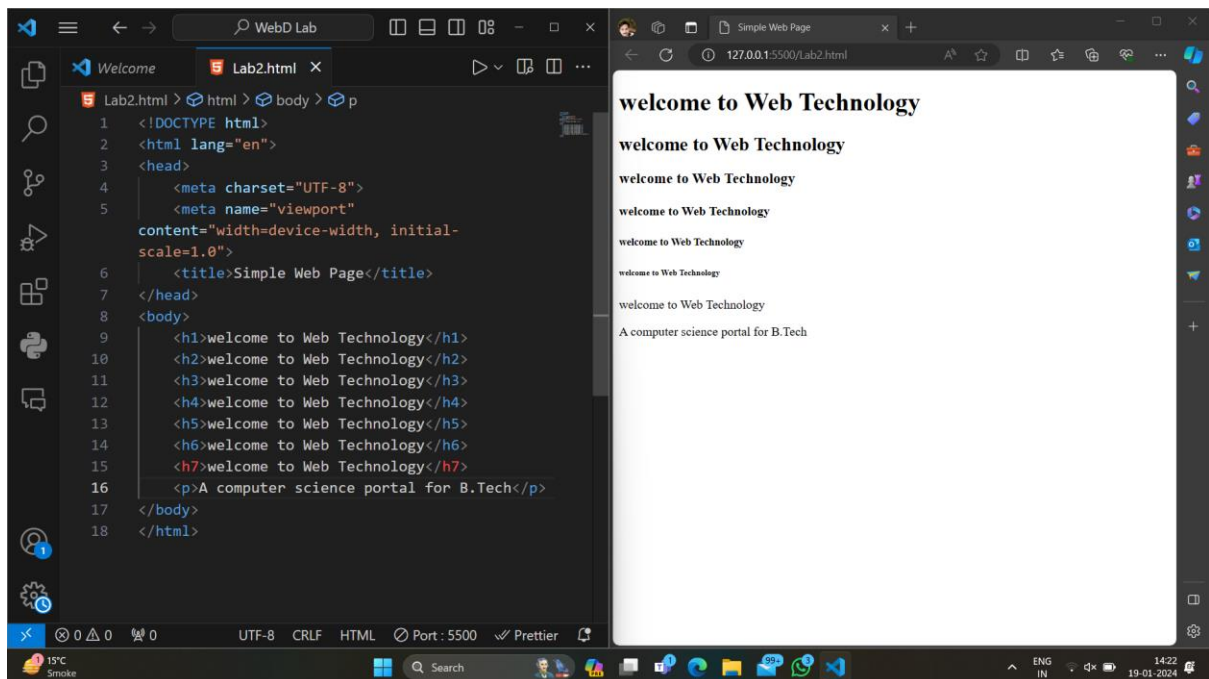 WebD Lab
Welcome
Lab2.html
Lab2.html > html > body > p
1 <!DOCTYPE html>
2 <html lang="en">
3 <head>
4 <meta charset="UTF-8">
5 <meta name="viewport"
content="width=device-width, initial-
scale=1.0">
6 <title>Simple Web Page</title>
7 </head>
8 <body>
9 <h1>welcome to Web Technology</h1>
10 <h2>welcome to Web Technology</h2>
11 <h3>welcome to Web Technology</h3>
12 <h4>welcome to Web Technology</h4>
13 <h5>welcome to Web Technology</h5>
14 <h6>welcome to Web Technology</h6>
15 <h7>welcome to Web Technology</h7>
16 <p>A computer science portal for B.Tech</p>
17 </body>
18 </html>
1
0 0 0 UTF-8 CRLF HTML Port : 5500 Prettier
Simple Web Page
127.0.0.1:5500/Lab2.html
welcome to Web Technology
welcome to Web Technology
welcome to Web Technology
welcome to Web Technology
welcome to Web Technology
welcome to Web Technology
welcome to Web Technology
A computer science portal for B.Tech
1
15°C
Smoke
Search
99+
3
ENG
IN
14:22
19-01-2024